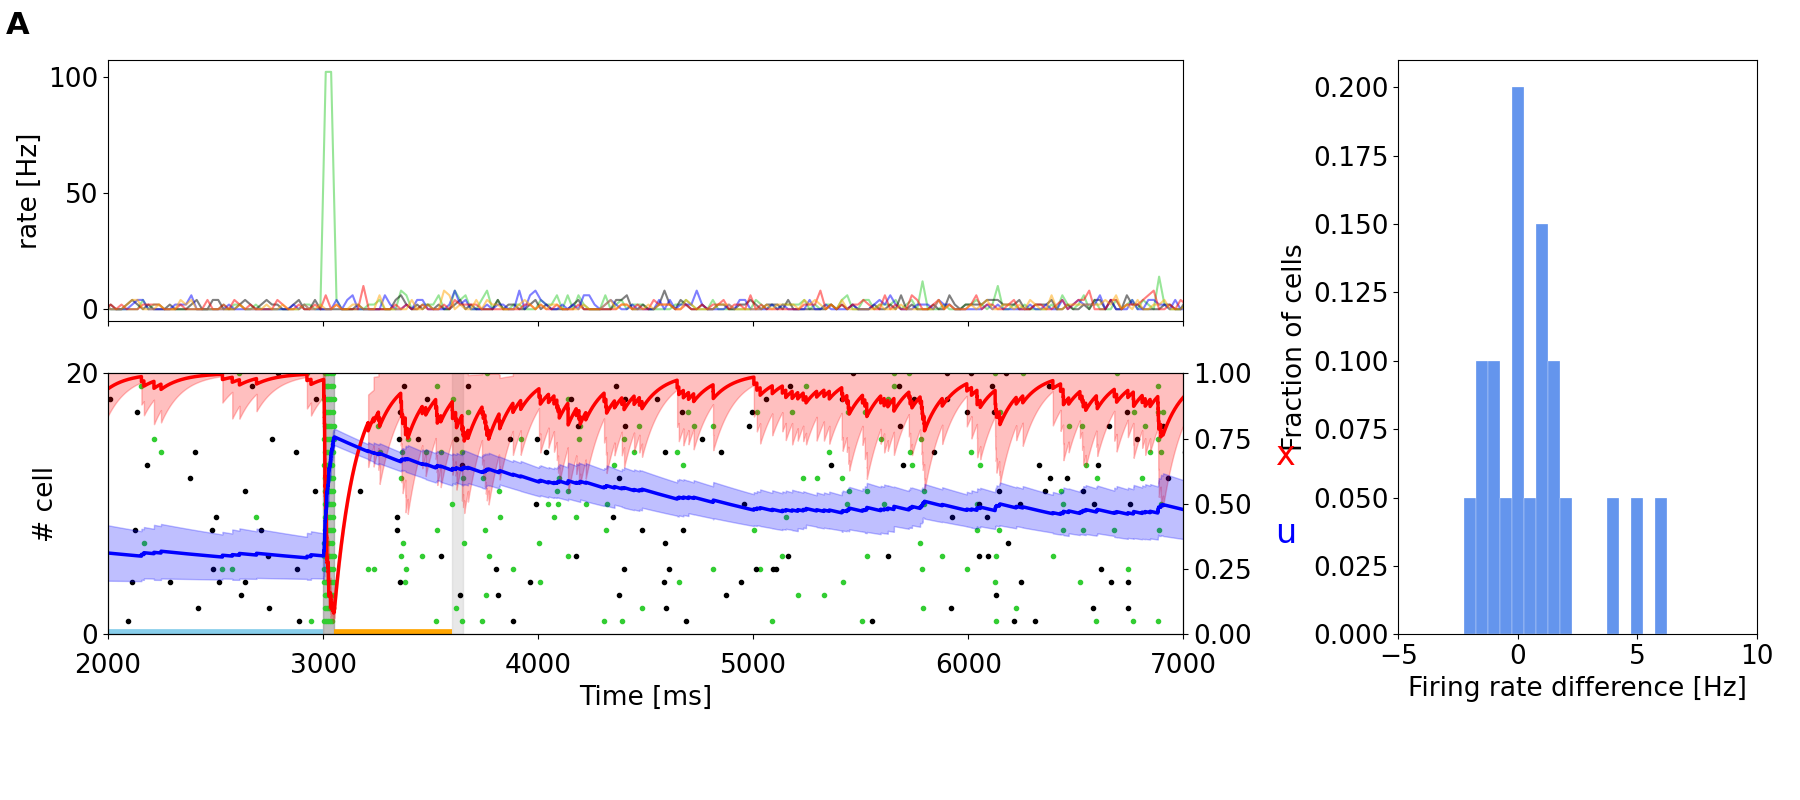 A
100
50
0
rate [Hz]
20
0
# cell
1.00
0.75
0.50
0.25
0.00
x
u
2000 3000 4000 5000 6000 7000
Time [ms]
0.200
0.175
0.150
0.125
0.100
0.075
0.050
0.025
0.000
Fraction of cells
−5 0 5 10
Firing rate difference [Hz]